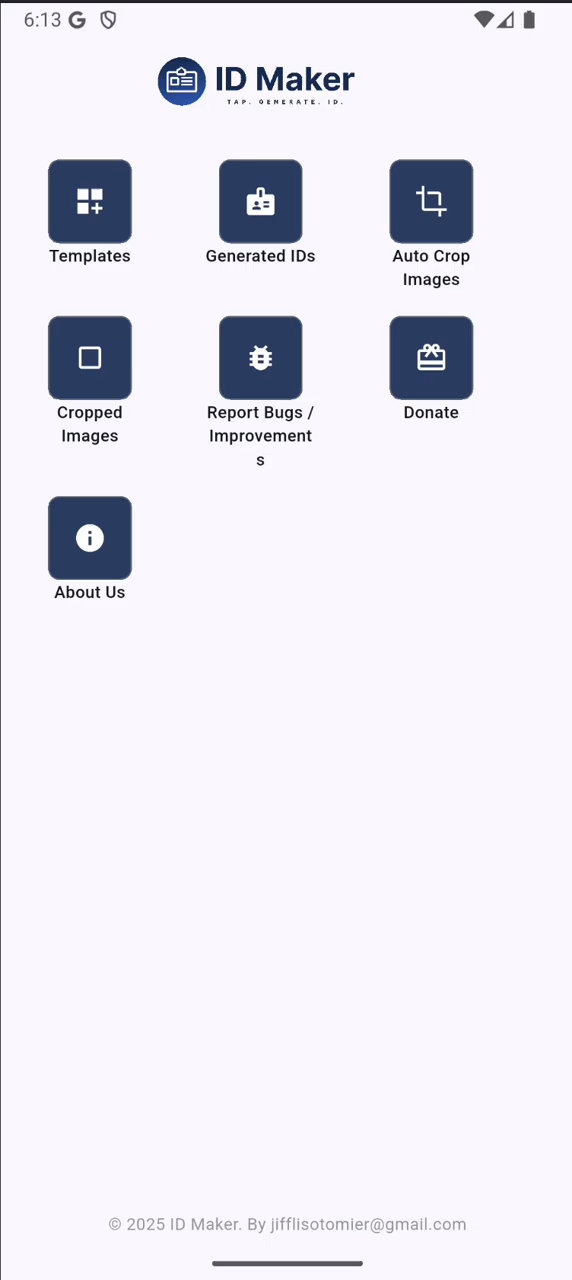 6:13
ID Maker
TAP. GENERATE. ID.
Templates
Generated IDs
Auto Crop
Images
Cropped
Images
Report Bugs /
Improvement
s
Donate
About Us
© 2025 ID Maker. By jifflisotomier@gmail.com